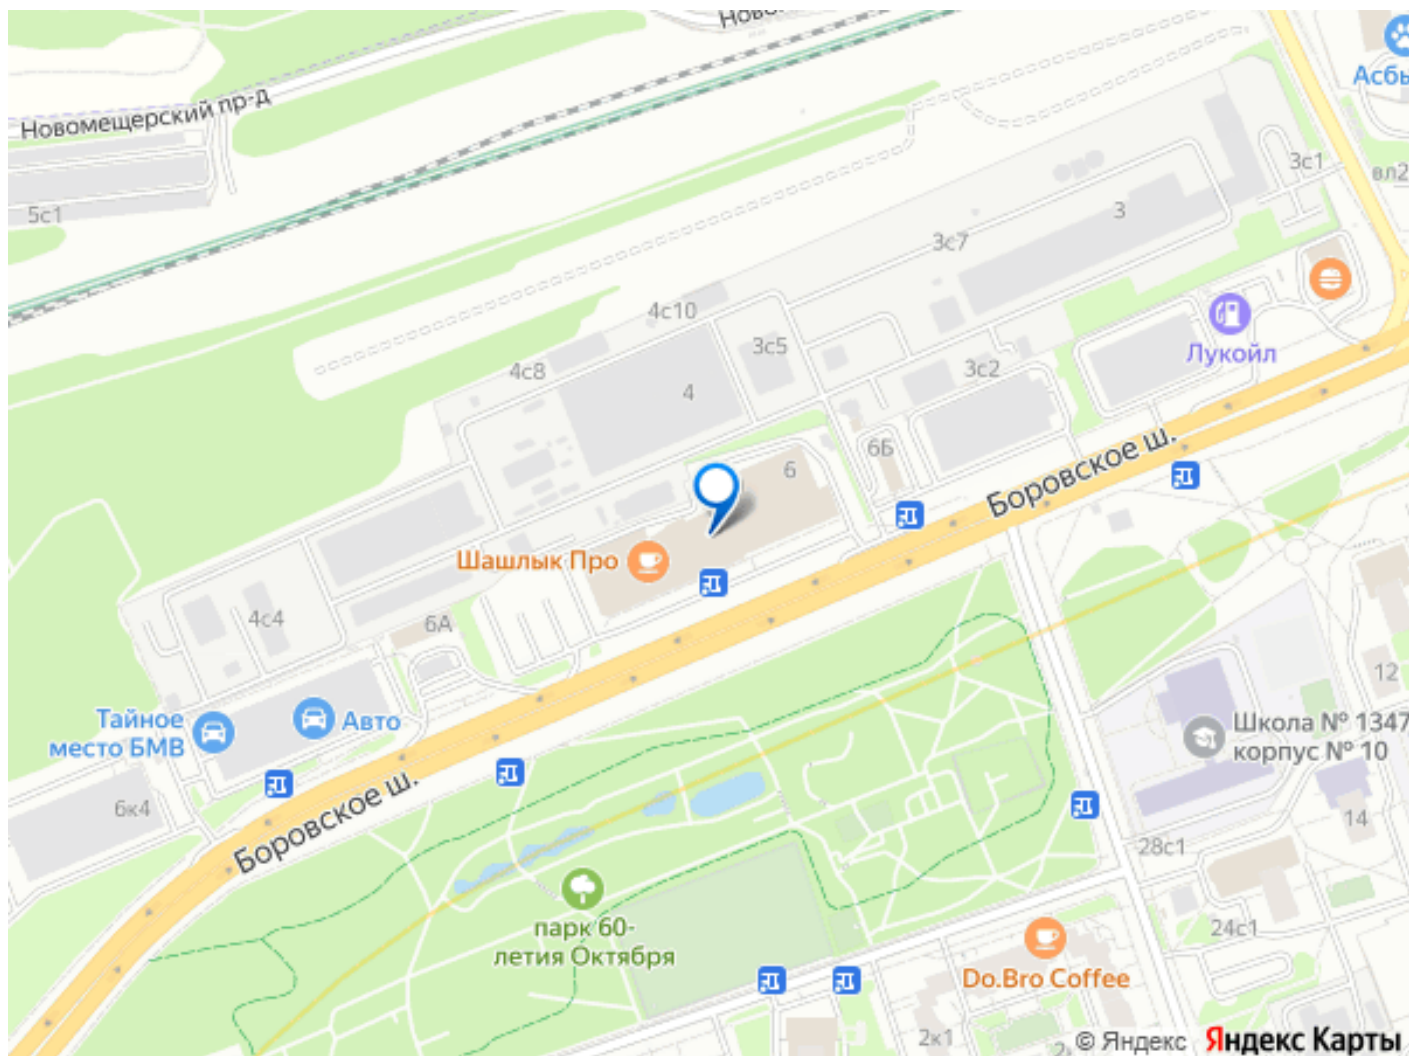 Новомещерский пр-д
5с1
Асбы
вл2
3с1
3
3с7
4с10
3с5
Лукойл
4с8
4
3с2
6Б
6
Боровское ш.
Шашлык Про
4с4
6А
12
Тайное
место БМВ
Авто
Школа № 1347
корпус № 10
6к4
Боровское ш.
14
28с1
парк 60-
летия Октября
24с1
Do.Bro Coffee
2к1
© Яндекс Яндекс Карты